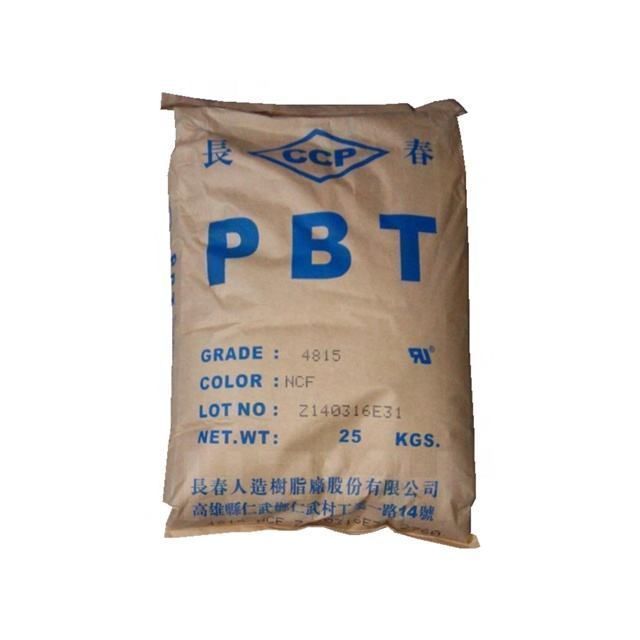 長 CCP 春
PBT
GRADE : 4815
COLOR : NCF
LOT NO : Z140316E31
NET.WT: 25 KGS.
長春人造樹脂廠股份有限公司
高雄縣仁武鄉仁武村工業一路14號